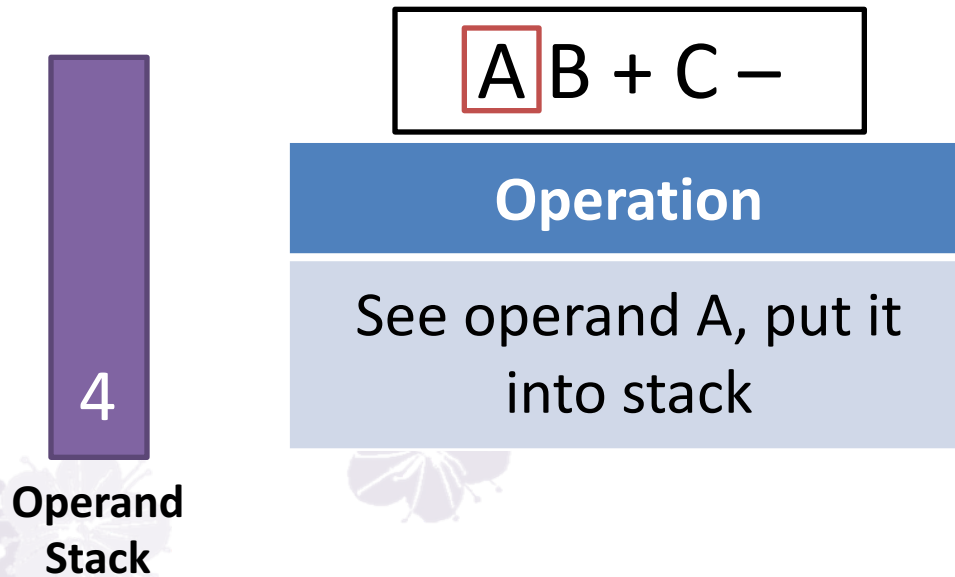 A B + C –
Operation
See operand A, put it
into stack
4
Operand
Stack